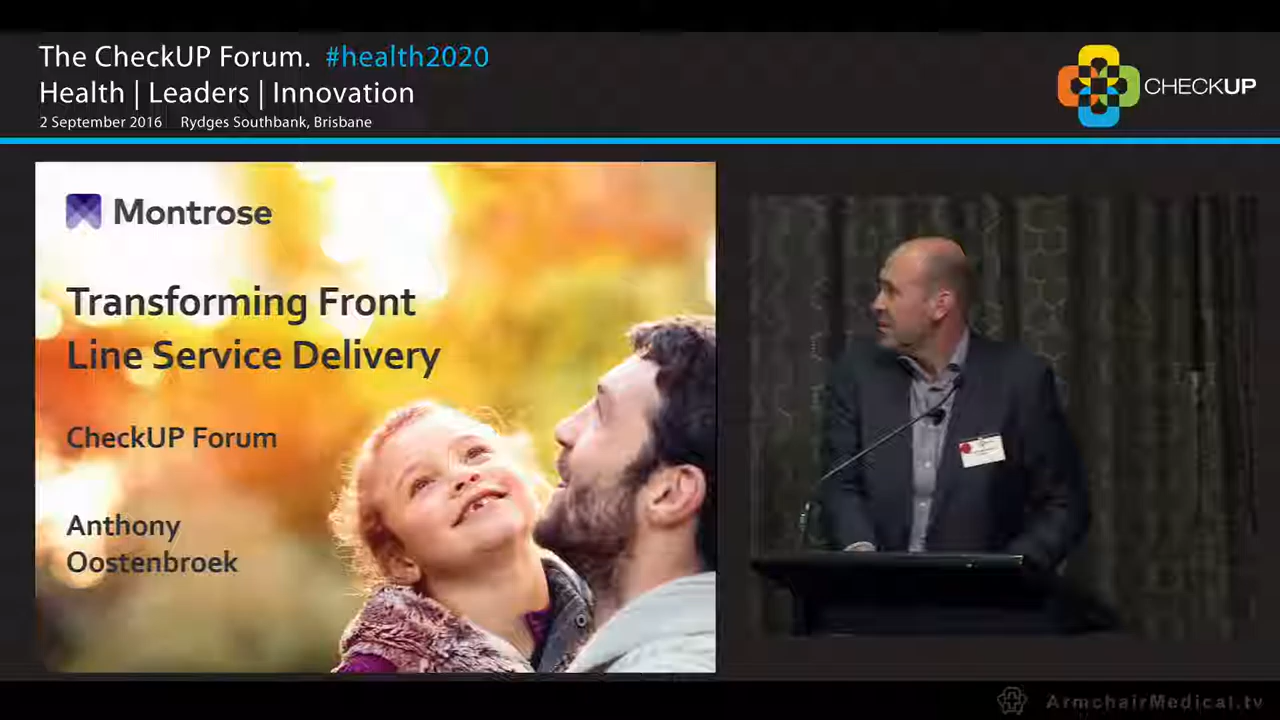 The CheckUP Forum. #health2020
Health | Leaders | Innovation
2 September 2016 Rydges Southbank, Brisbane
CHECKUP
Montrose
Transforming Front
Line Service Delivery
CheckUP Forum
Anthony
Oostenbroek
ArmchairMedical.tv